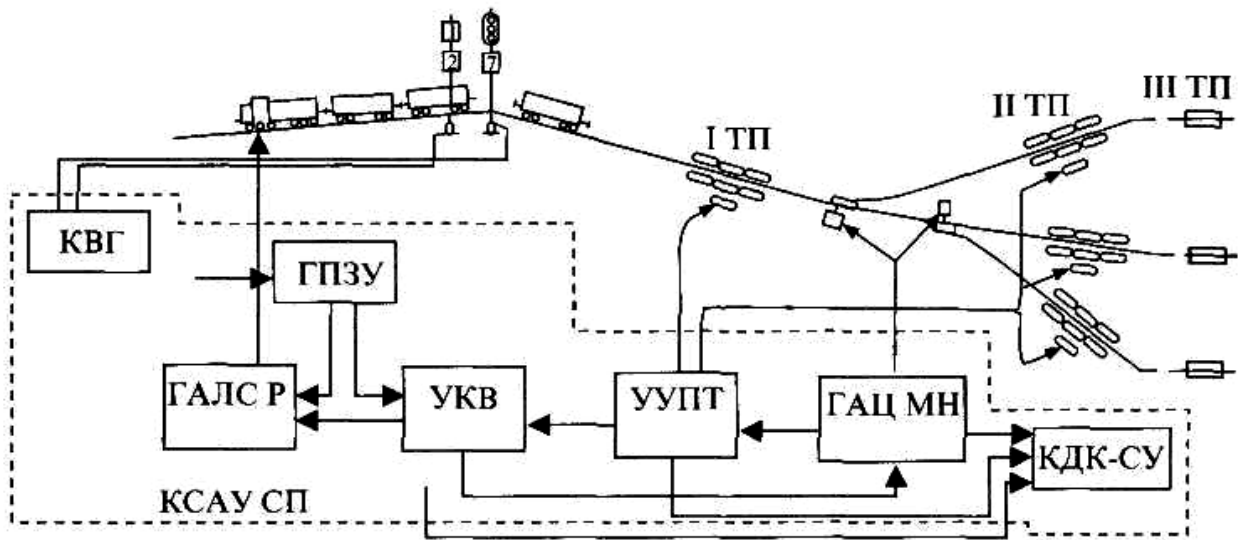 2
7
II ТП
III ТП
I ТП
КВГ
ГПЗУ
ГАЛС Р
УКВ
УУПТ
ГАЦ МН
КДК-СУ
КСАУ СП